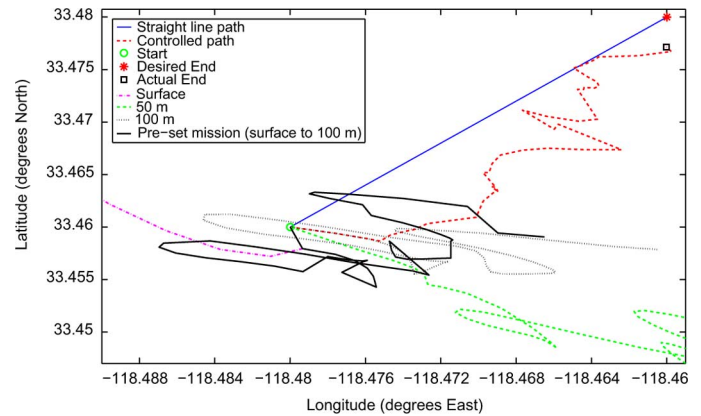 33.48
33.475
33.47
33.465
33.46
33.455
33.45
Latitude (degrees North)
Straight line path
Controlled path
Start
Desired End
Actual End
Surface
50 m
100 m
Pre-set mission (surface to 100 m)
−118.488 −118.484 −118.48 −118.476 −118.472 −118.468 −118.464 −118.46
Longitude (degrees East)